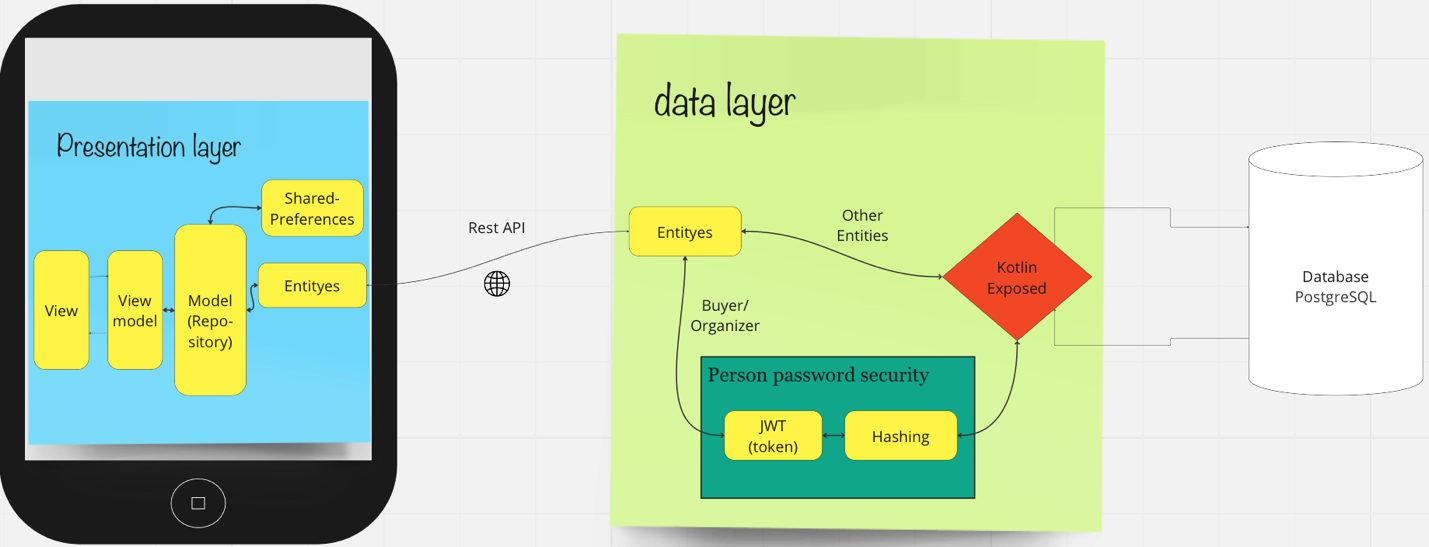 Presentation layer
Shared-
Preferences
View
View
model
Model
(Repo-
sitory)
Entityes
Rest API
data layer
Entityes
Other
Entities
Buyer/
Organizer
Kotlin
Exposed
Person password security
JWT
(token)
Hashing
Database
PostgreSQL